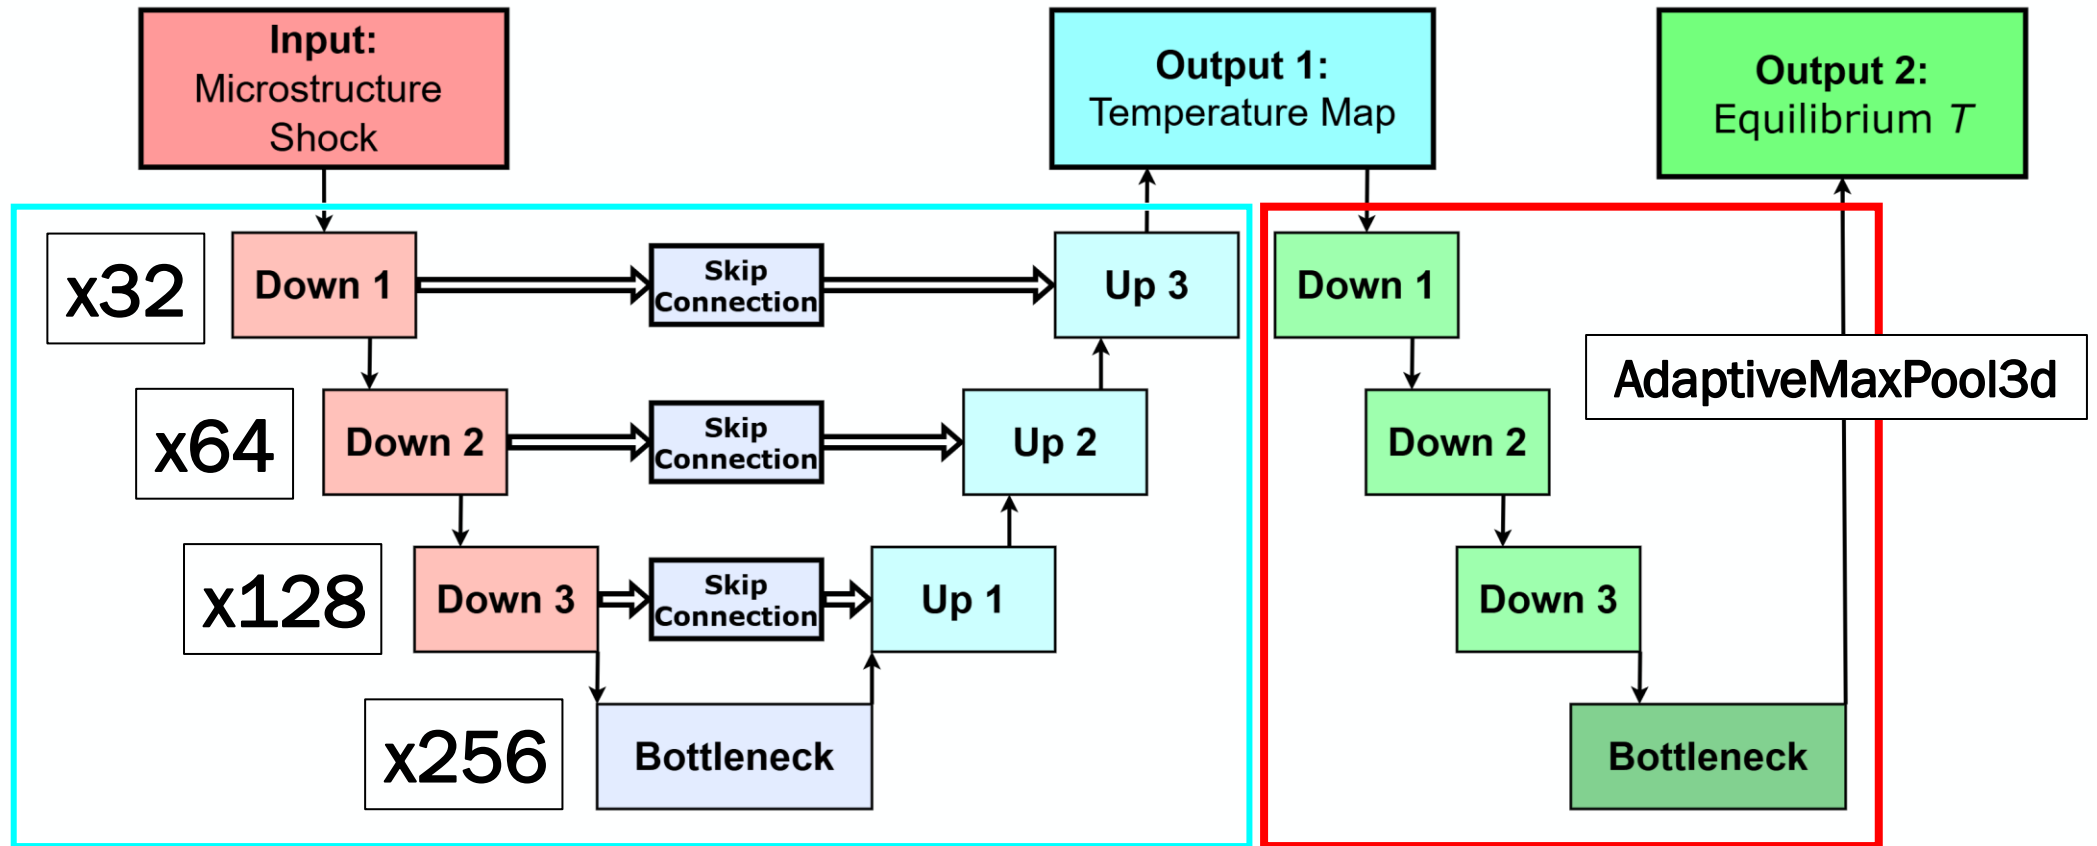 Input:
Microstructure
Shock
Output 1:
Temperature Map
Output 2:
Equilibrium T
x32
Down 1
Skip
Connection
Up 3
Down 1
AdaptiveMaxPool3d
x64
Down 2
Skip
Connection
Up 2
Down 2
x128
Down 3
Skip
Connection
Up 1
Down 3
x256
Bottleneck
Bottleneck